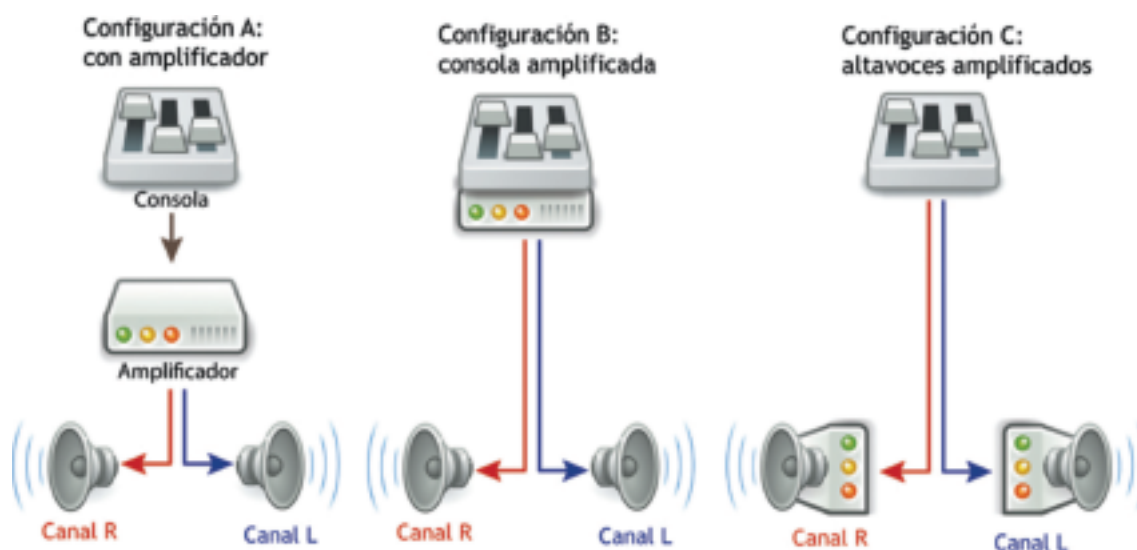 Configuración A:
con amplificador
Consola
Amplificador
Canal R
Canal L
Configuración B:
consola amplificada
Canal R
Canal L
Configuración C:
altavoces amplificados
Canal R
Canal L